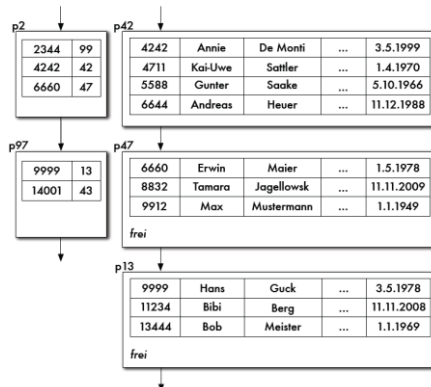 p2
2344 99
4242 42
6660 47
p97
9999 13
14001 43
p42
4242 Annie De Monti ... 3.5.1999
4711 Kai-Uwe Sattler ... 1.4.1970
5588 Gunter Saake ... 5.10.1966
6644 Andreas Heuer ... 11.12.1988
p47
6660 Erwin Maier ... 1.5.1978
8832 Tamara Jagellowsk ... 11.11.2009
9912 Max Mustermann ... 1.1.1949
frei
p13
9999 Hans Guck ... 3.5.1978
11234 Bibi Berg ... 11.11.2008
13444 Bob Meister ... 1.1.1969
frei